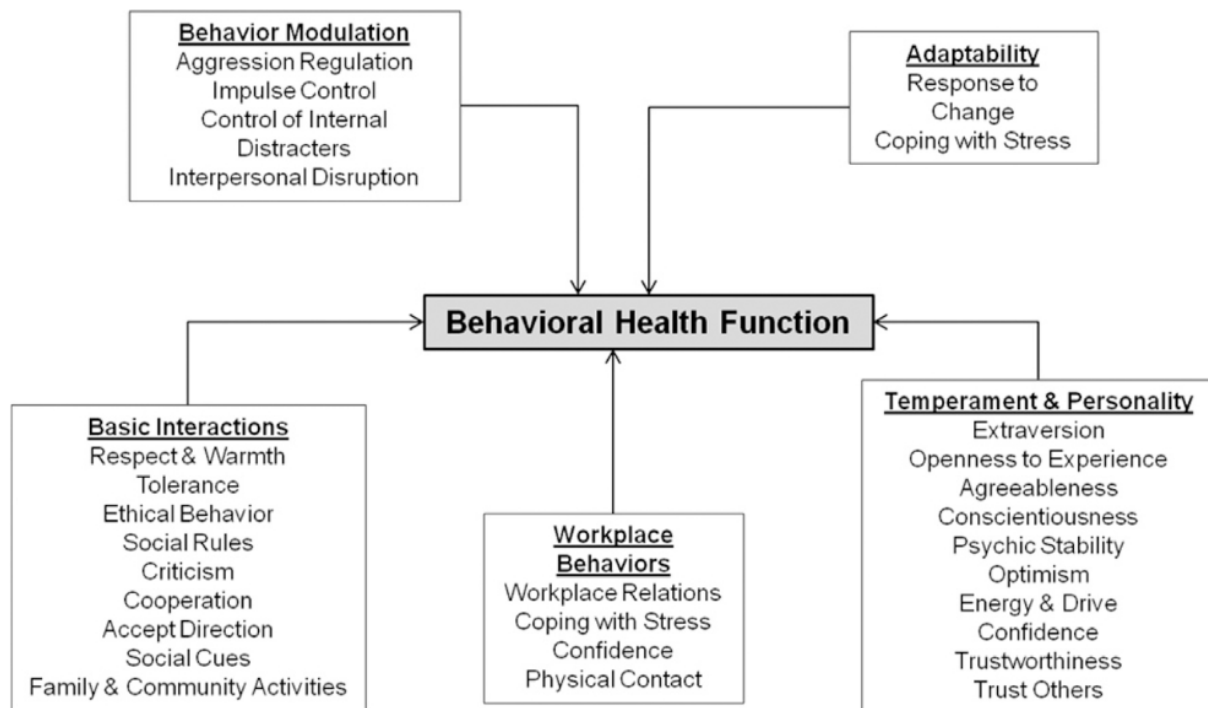 Behavior Modulation
Aggression Regulation
Impulse Control
Control of Internal
Distracters
Interpersonal Disruption
Adaptability
Response to
Change
Coping with Stress
Behavioral Health Function
Basic Interactions
Respect & Warmth
Tolerance
Ethical Behavior
Social Rules
Criticism
Cooperation
Accept Direction
Social Cues
Family & Community Activities
Workplace
Behaviors
Workplace Relations
Coping with Stress
Confidence
Physical Contact
Temperament & Personality
Extraversion
Openness to Experience
Agreeableness
Conscientiousness
Psychic Stability
Optimism
Energy & Drive
Confidence
Trustworthiness
Trust Others